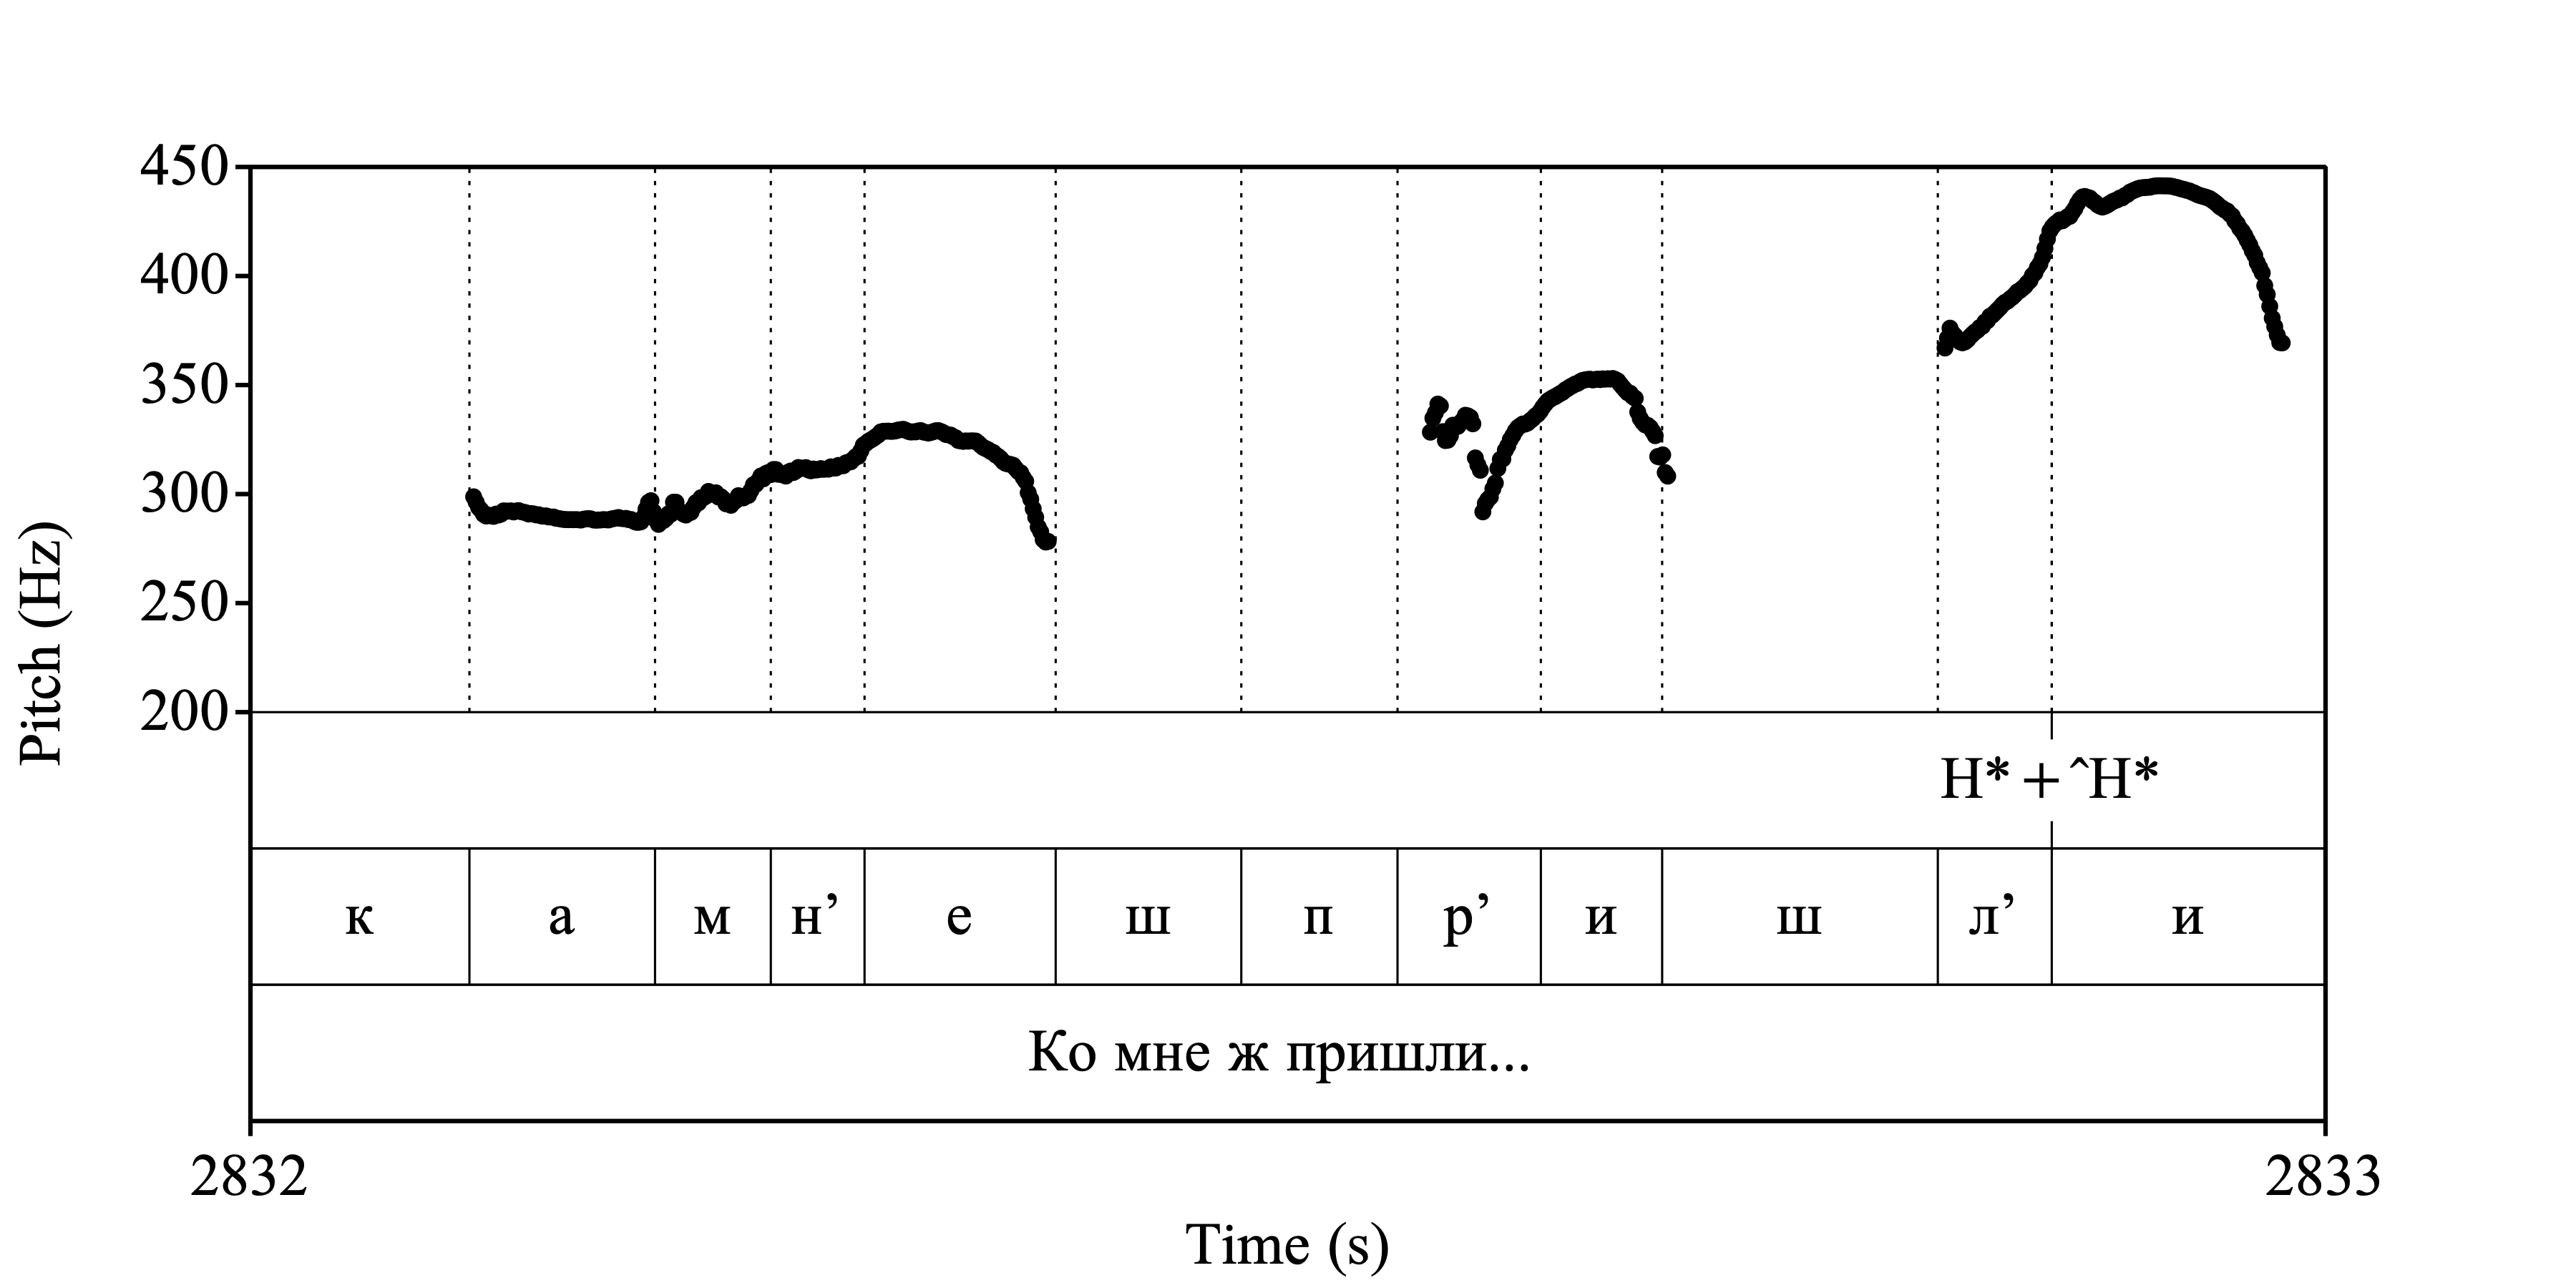 450
400
350
300
250
200
Pitch (Hz)
H* + ^H*
к а м н’ е ш п р’ и ш л’ и
Ко мне ж пришли...
2832 2833
Time (s)